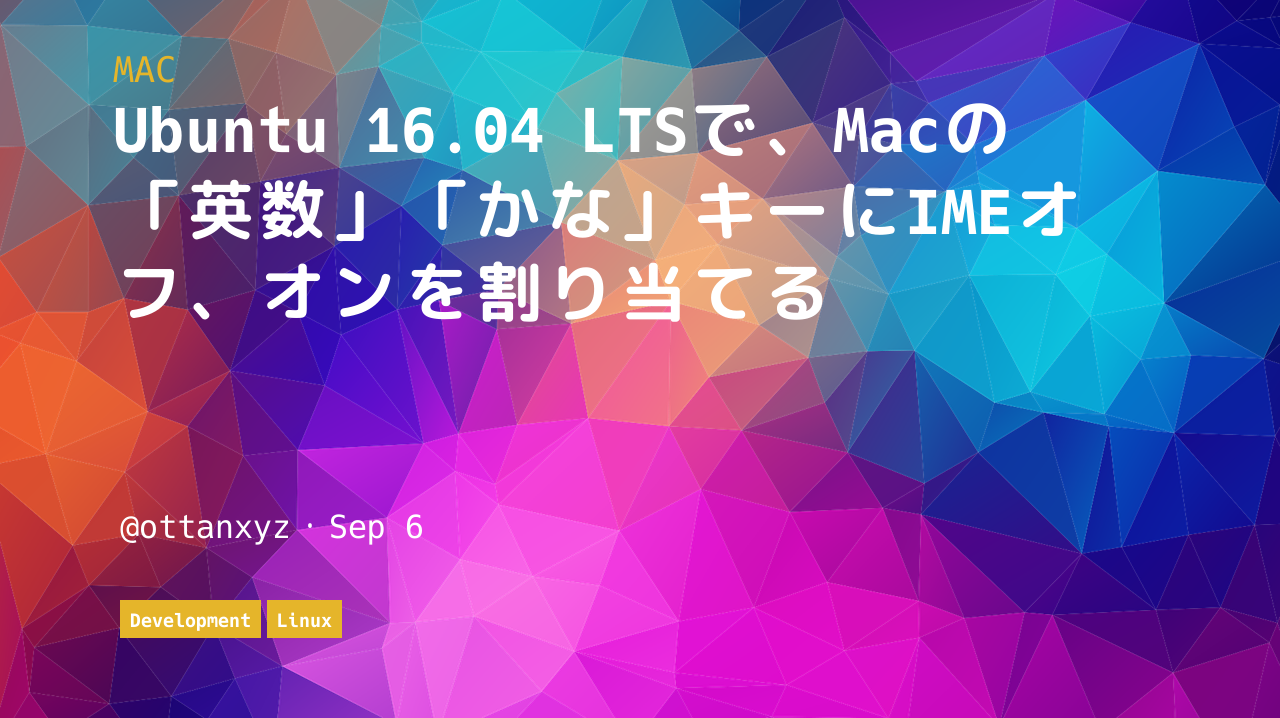 MAC
Ubuntu 16.04 LTSで、Macの
「英数」「かな」キーにIMEオ
フ、オンを割り当てる
@ottanxyz・Sep 6
Development Linux